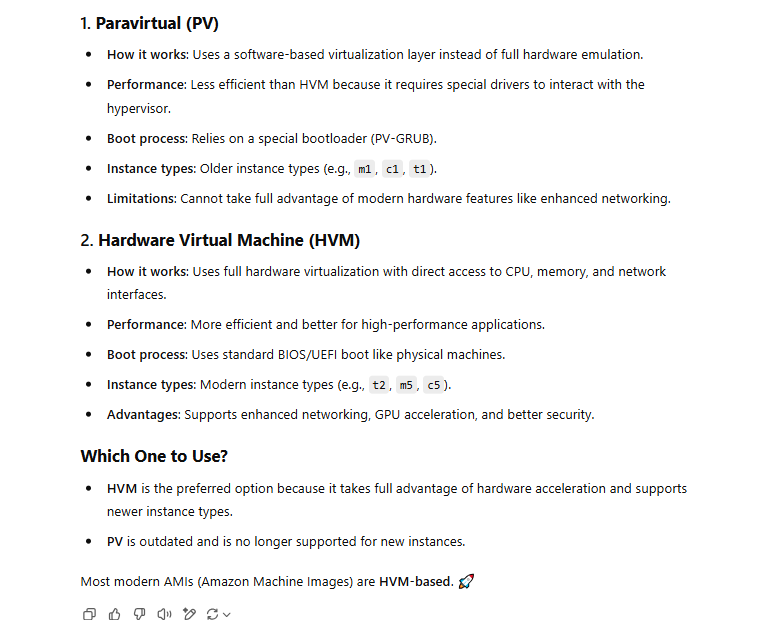 1. Paravirtual (PV)
How it works: Uses a software-based virtualization layer instead of full hardware emulation.
Performance: Less efficient than HVM because it requires special drivers to interact with the
hypervisor.
Boot process: Relies on a special bootloader (PV-GRUB).
Instance types: Older instance types (e.g., m1, c1, t1).
Limitations: Cannot take full advantage of modern hardware features like enhanced networking.
2. Hardware Virtual Machine (HVM)
How it works: Uses full hardware virtualization with direct access to CPU, memory, and network
interfaces.
Performance: More efficient and better for high-performance applications.
Boot process: Uses standard BIOS/UEFI boot like physical machines.
Instance types: Modern instance types (e.g., t2, m5, c5).
Advantages: Supports enhanced networking, GPU acceleration, and better security.
Which One to Use?
HVM is the preferred option because it takes full advantage of hardware acceleration and supports
newer instance types.
PV is outdated and is no longer supported for new instances.
Most modern AMIs (Amazon Machine Images) are HVM-based. 🚀